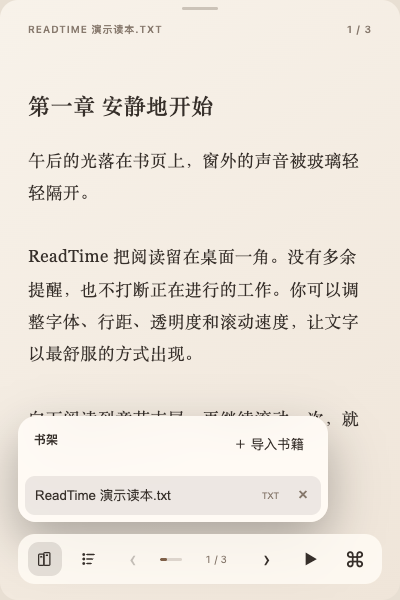 READTIME 演示读本.TXT
1 / 3
第一章 安静地开始
午后的光落在书页上，窗外的声音被玻璃轻
轻隔开。
ReadTime 把阅读留在桌面一角。没有多余
提醒，也不打断正在进行的工作。你可以调
整字体、行距、透明度和滚动速度，让文字
以最舒服的方式出现。
次，就
书架
+ 导入书籍
ReadTime 演示读本.txt
TXT
×
1 / 3